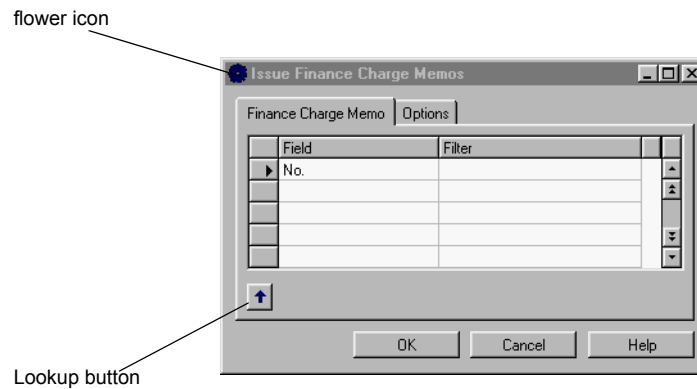 flower icon
Issue Finance Charge Memos
Finance Charge Memo Options
Field Filter
No.
OK Cancel Help
Lookup button